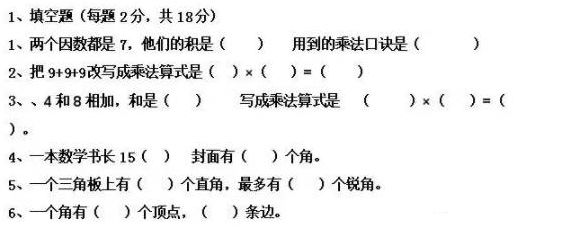 1、填空题（每题2分，共18分）
1、两个因数都是7，他们的积是（　　）　用到的乘法口诀是（　　　）
2、把9+9+9改写成乘法算式是（　）×（　）=（　　）
3、、4和8相加，和是（　　）　　写成乘法算式是　（　　　）×（　　）=（
）。
4、一本数学书长15（　）　封面有（　　）个角。
5、一个三角板上有（　　）个直角，最多有（　　）个锐角。
6、一个角有（　　）个顶点，（　　）条边。